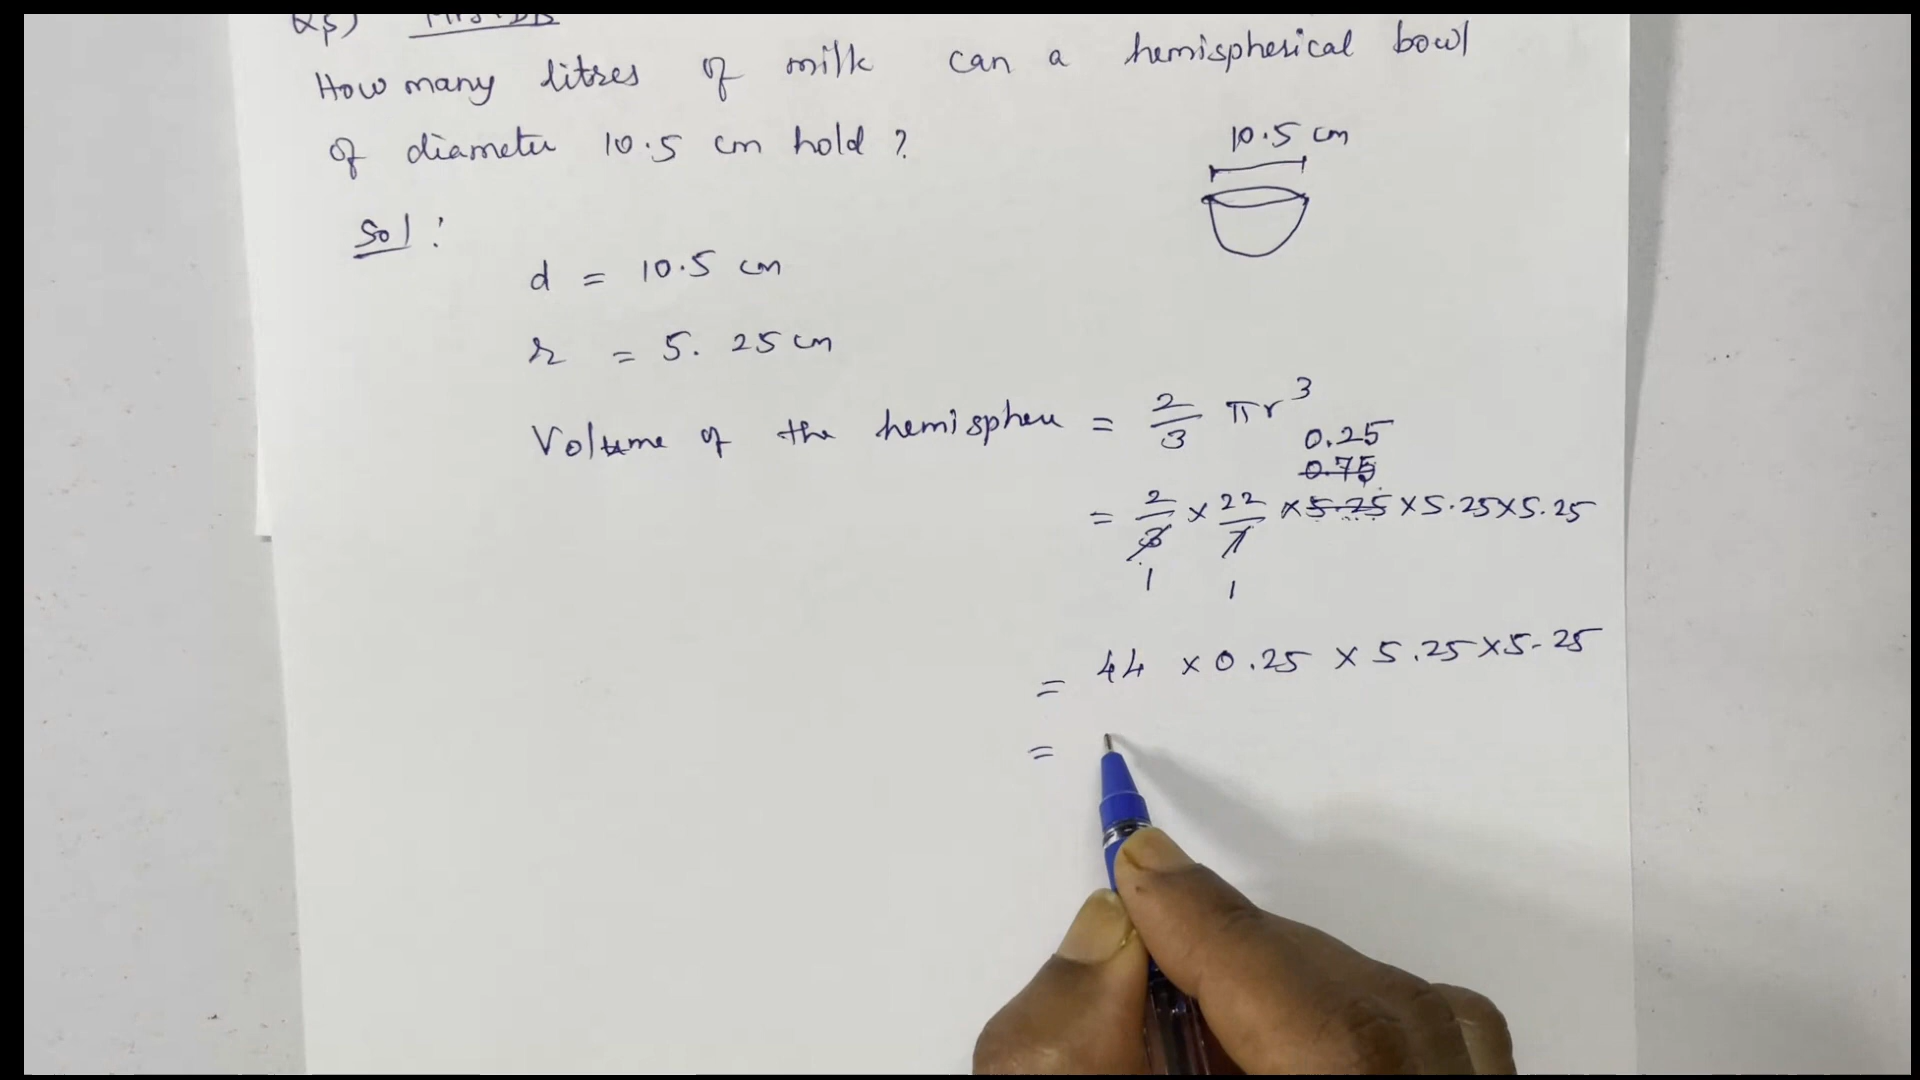 How many litres of milk can a hemispherical bowl
of diameter 10.5 cm hold ?
10.5 cm
Sol :
d = 10.5 cm
r = 5. 25 cm
Volume of the hemisphere = 2/3 πr³
0.25
0.75
= 2/3 × 22/7 × 5.25 × 5.25 × 5.25
1 1
= 44 × 0.25 × 5.25 × 5.25
=